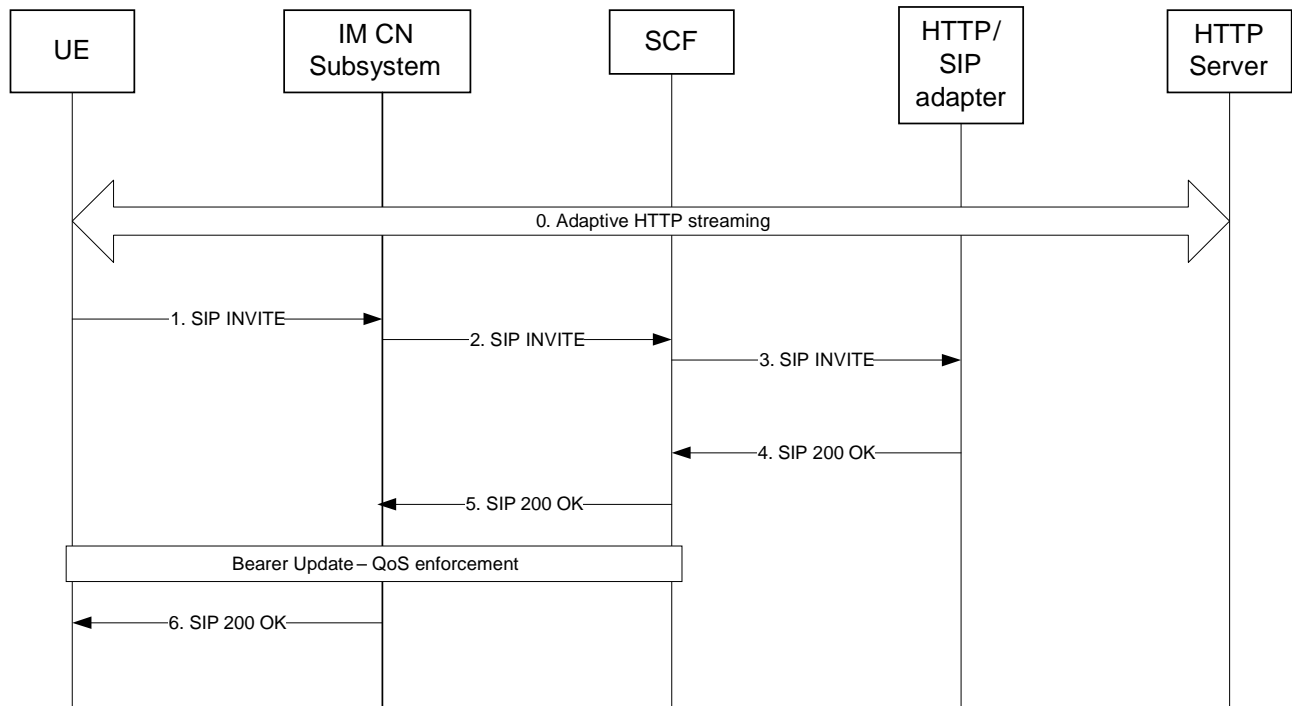 UE
IM CN
Subsystem
SCF
HTTP/
SIP
adapter
HTTP
Server
0. Adaptive HTTP streaming
1. SIP INVITE
2. SIP INVITE
3. SIP INVITE
4. SIP 200 OK
5. SIP 200 OK
Bearer Update – QoS enforcement
6. SIP 200 OK